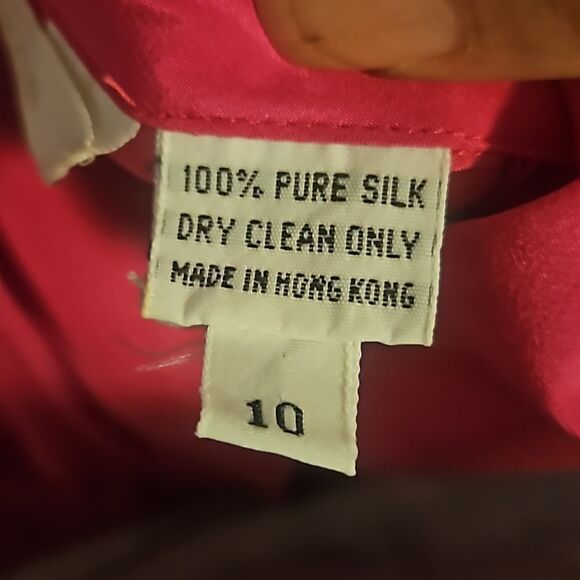 100% PURE SILK
DRY CLEAN ONLY
MADE IN HONG KONG
10